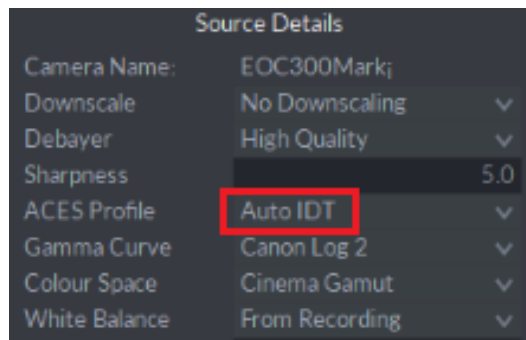 Source Details
Camera Name: EOC300Mark¡
Downscale No Downscaling
Debayer High Quality
Sharpness 5.0
ACES Profile Auto IDT
Gamma Curve Canon Log 2
Colour Space Cinema Gamut
White Balance From Recording